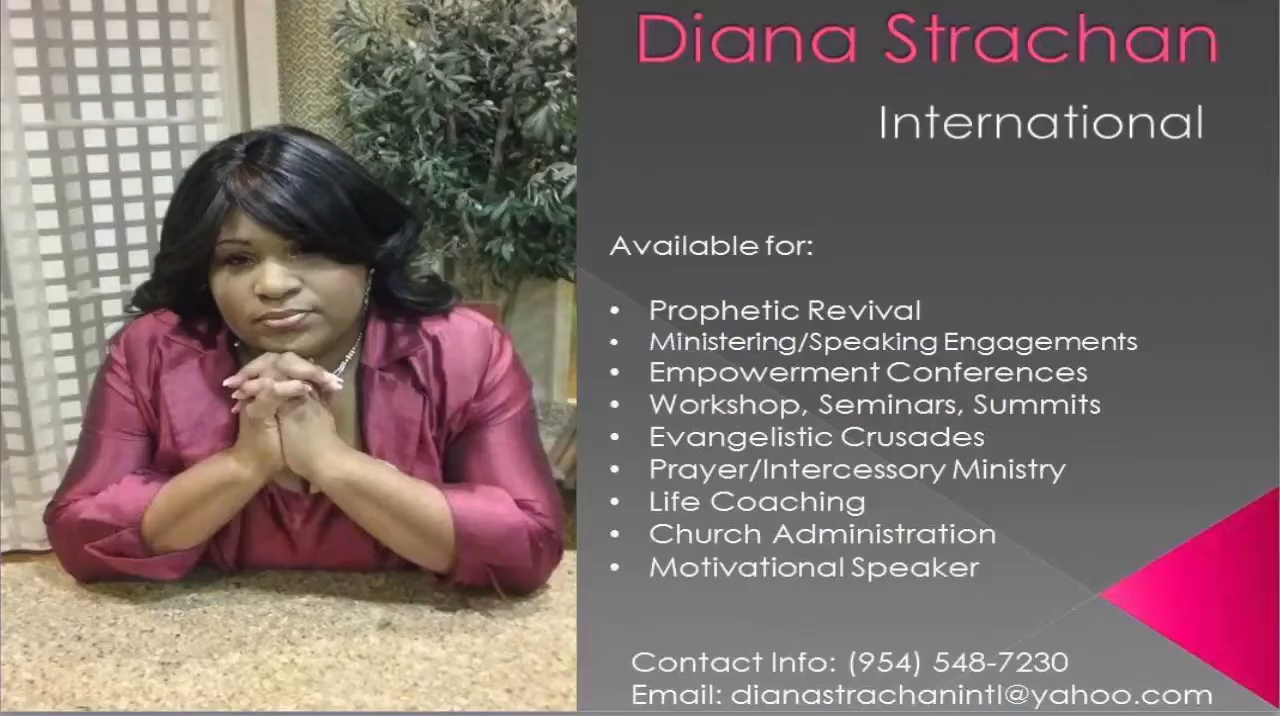 Diana Strachan
International
Available for:
• Prophetic Revival
• Ministering/Speaking Engagements
• Empowerment Conferences
• Workshop, Seminars, Summits
• Evangelistic Crusades
• Prayer/Intercessory Ministry
• Life Coaching
• Church Administration
• Motivational Speaker
Contact Info: (954) 548-7230
Email: dianastrachanintl@yahoo.com